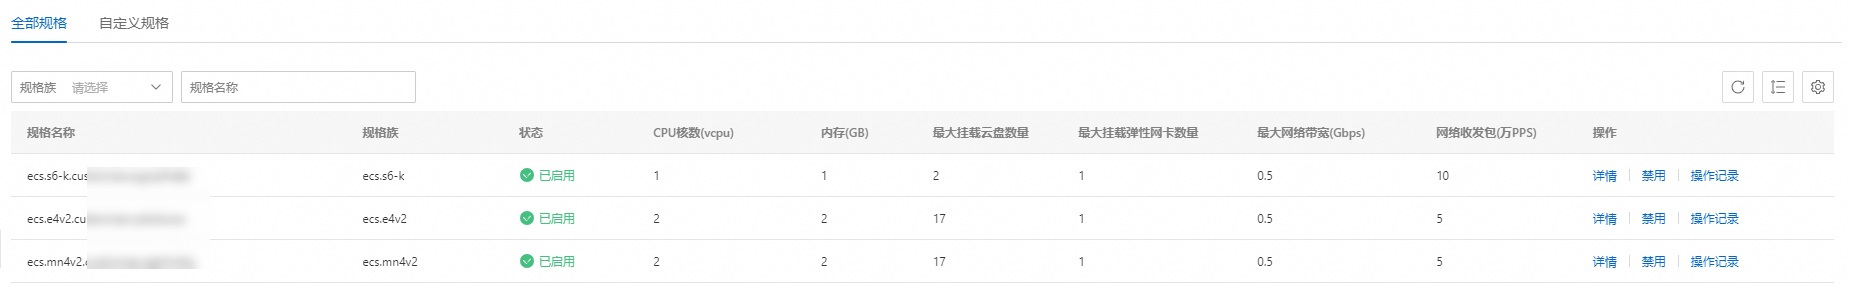 全部规格 自定义规格
规格族 请选择 规格名称
规格名称 规格族 状态 CPU核数(vcpu) 内存(GB) 最大挂载云盘数量 最大挂载弹性网卡数量 最大网络带宽(Gbps) 网络收发包(万PPS) 操作
ecs.s6-k.cus ecs.s6-k 已启用 1 1 2 1 0.5 10 详情 禁用 操作记录
ecs.e4v2.cu ecs.e4v2 已启用 2 2 17 1 0.5 5 详情 禁用 操作记录
ecs.mn4v2. ecs.mn4v2 已启用 2 2 17 1 0.5 5 详情 禁用 操作记录